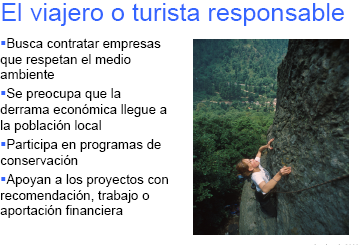 El viajero o turista responsable
▪Busca contratar empresas
que respetan el medio
ambiente
▪Se preocupa que la
derrama económica llegue a
la población local
▪Participa en programas de
conservación
▪Apoyan a los proyectos con
recomendación, trabajo o
aportación financiera